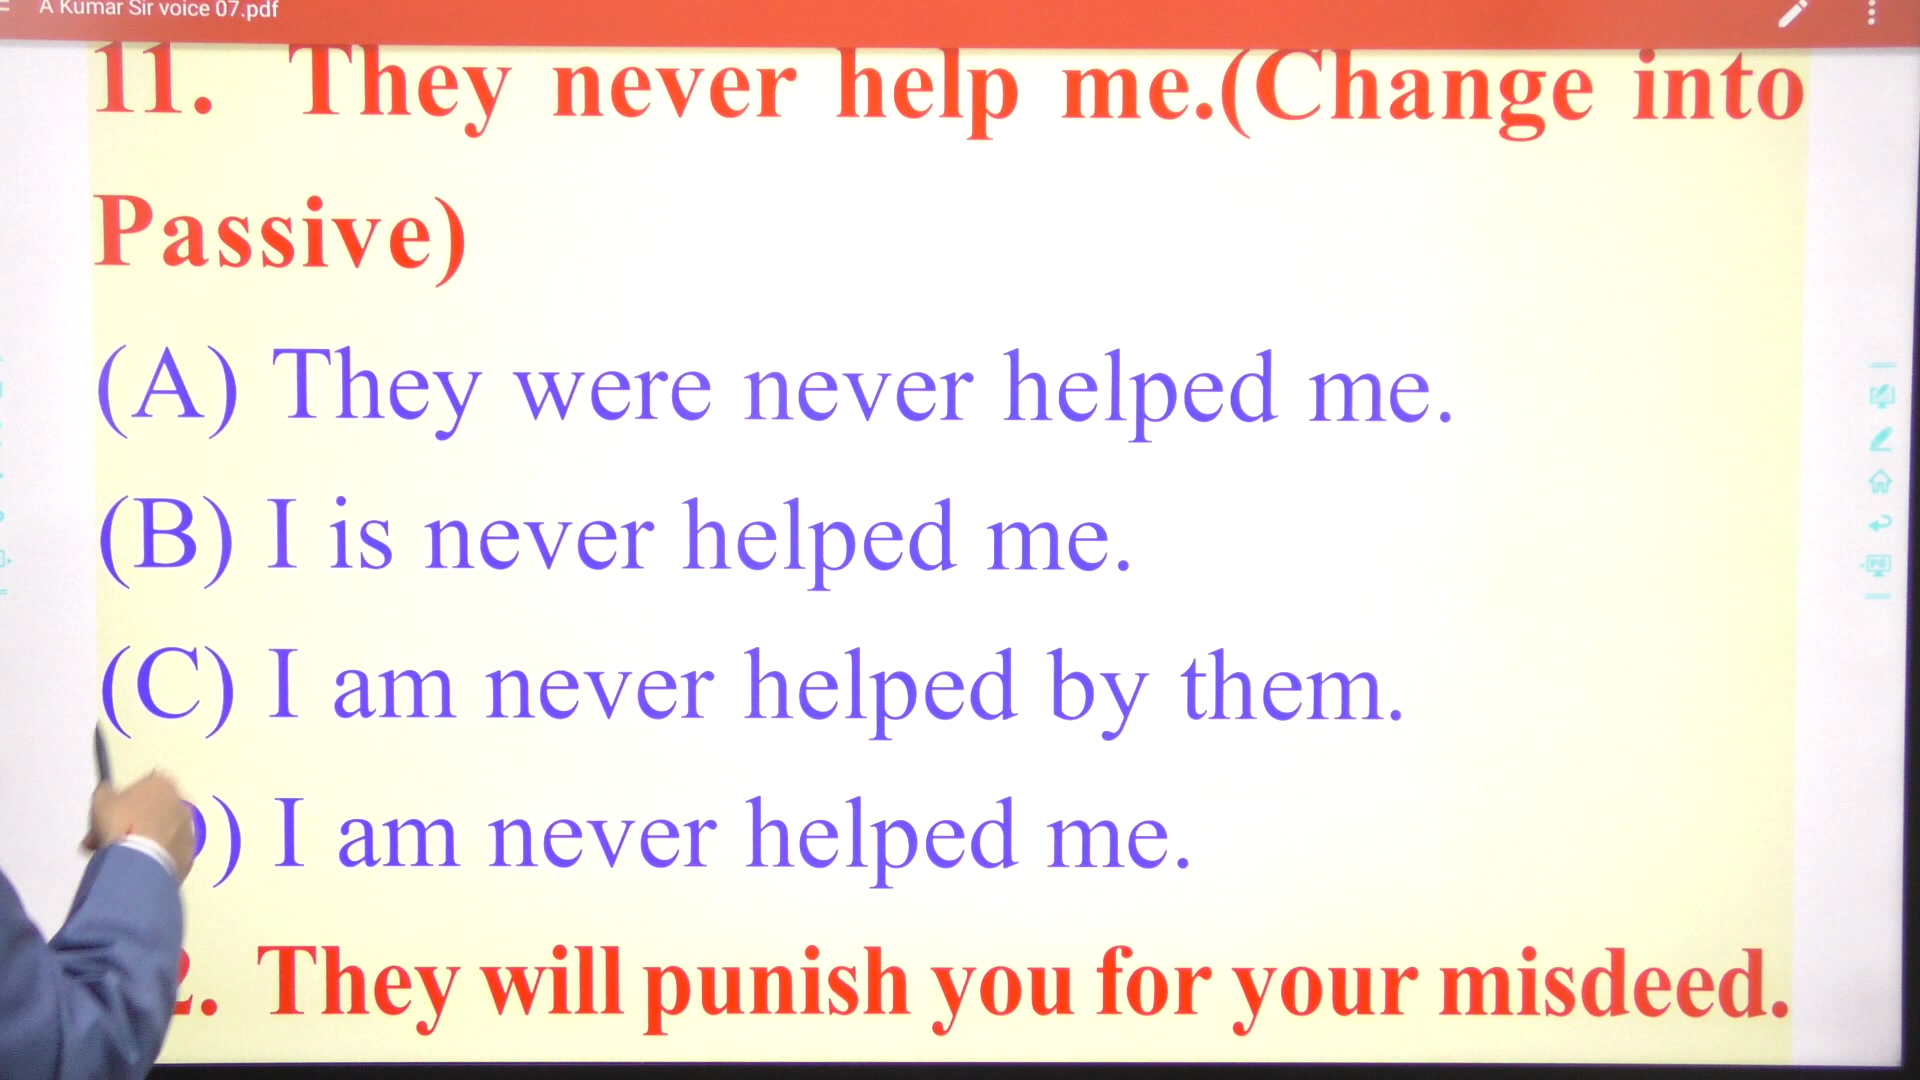 A Kumar Sir voice 07.pdf
11. They never help me.(Change into
Passive)
(A) They were never helped me.
(B) I is never helped me.
(C) I am never helped by them.
) I am never helped me.
2. They will punish you for your misdeed.